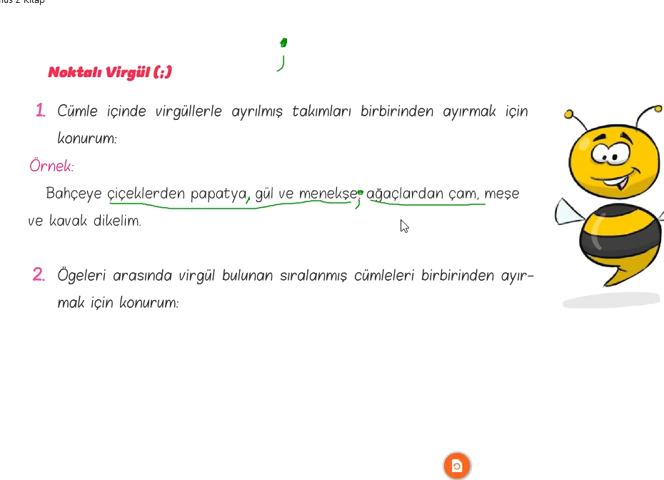 ;
Noktalı Virgül (;)
1. Cümle içinde virgüllerle ayrılmış takımları birbirinden ayırmak için
konurum:
Örnek:
Bahçeye çiçeklerden papatya, gül ve menekşe; ağaçlardan çam, meşe
ve kavak dikelim.
2. Ögeleri arasında virgül bulunan sıralanmış cümleleri birbirinden ayır-
mak için konurum: